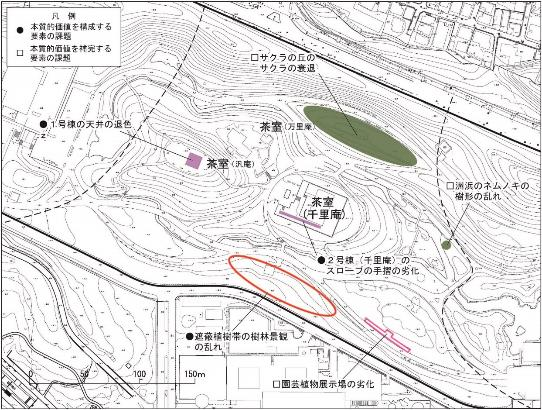 凡 例
● 本質的価値を構成する
要素の課題
□ 本質的価値を補完する
要素の課題
□サクラの丘の
サクラの衰退
茶室(万里庵)
●1号棟の天井の退色
茶室(汎庵)
□洲浜のネムノキの
樹形の乱れ
茶室
(千里庵)
●2号棟(千里庵)の
スロープの手摺の劣化
●遮蔽植樹帯の樹林景観
の乱れ
0 50 100 150m
□園芸植物展示場の劣化